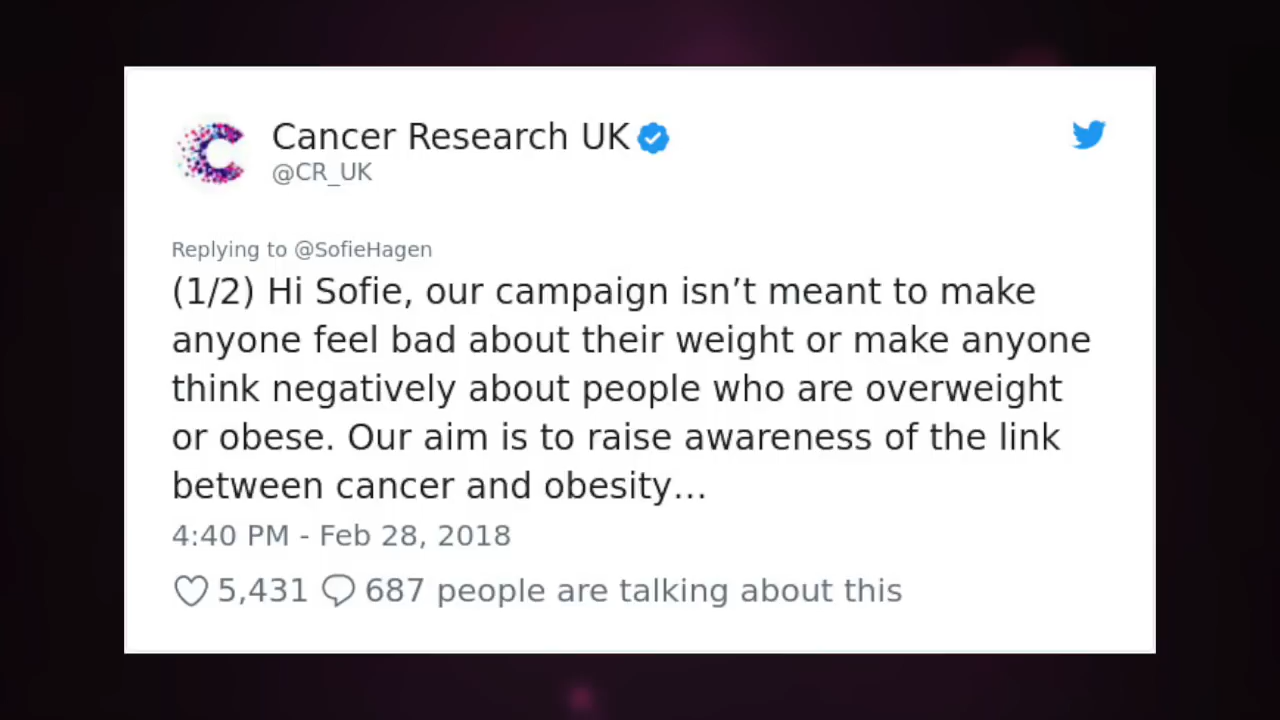 Cancer Research UK
@CR_UK
Replying to @SofieHagen
(1/2) Hi Sofie, our campaign isn’t meant to make
anyone feel bad about their weight or make anyone
think negatively about people who are overweight
or obese. Our aim is to raise awareness of the link
between cancer and obesity…
4:40 PM - Feb 28, 2018
5,431 687 people are talking about this